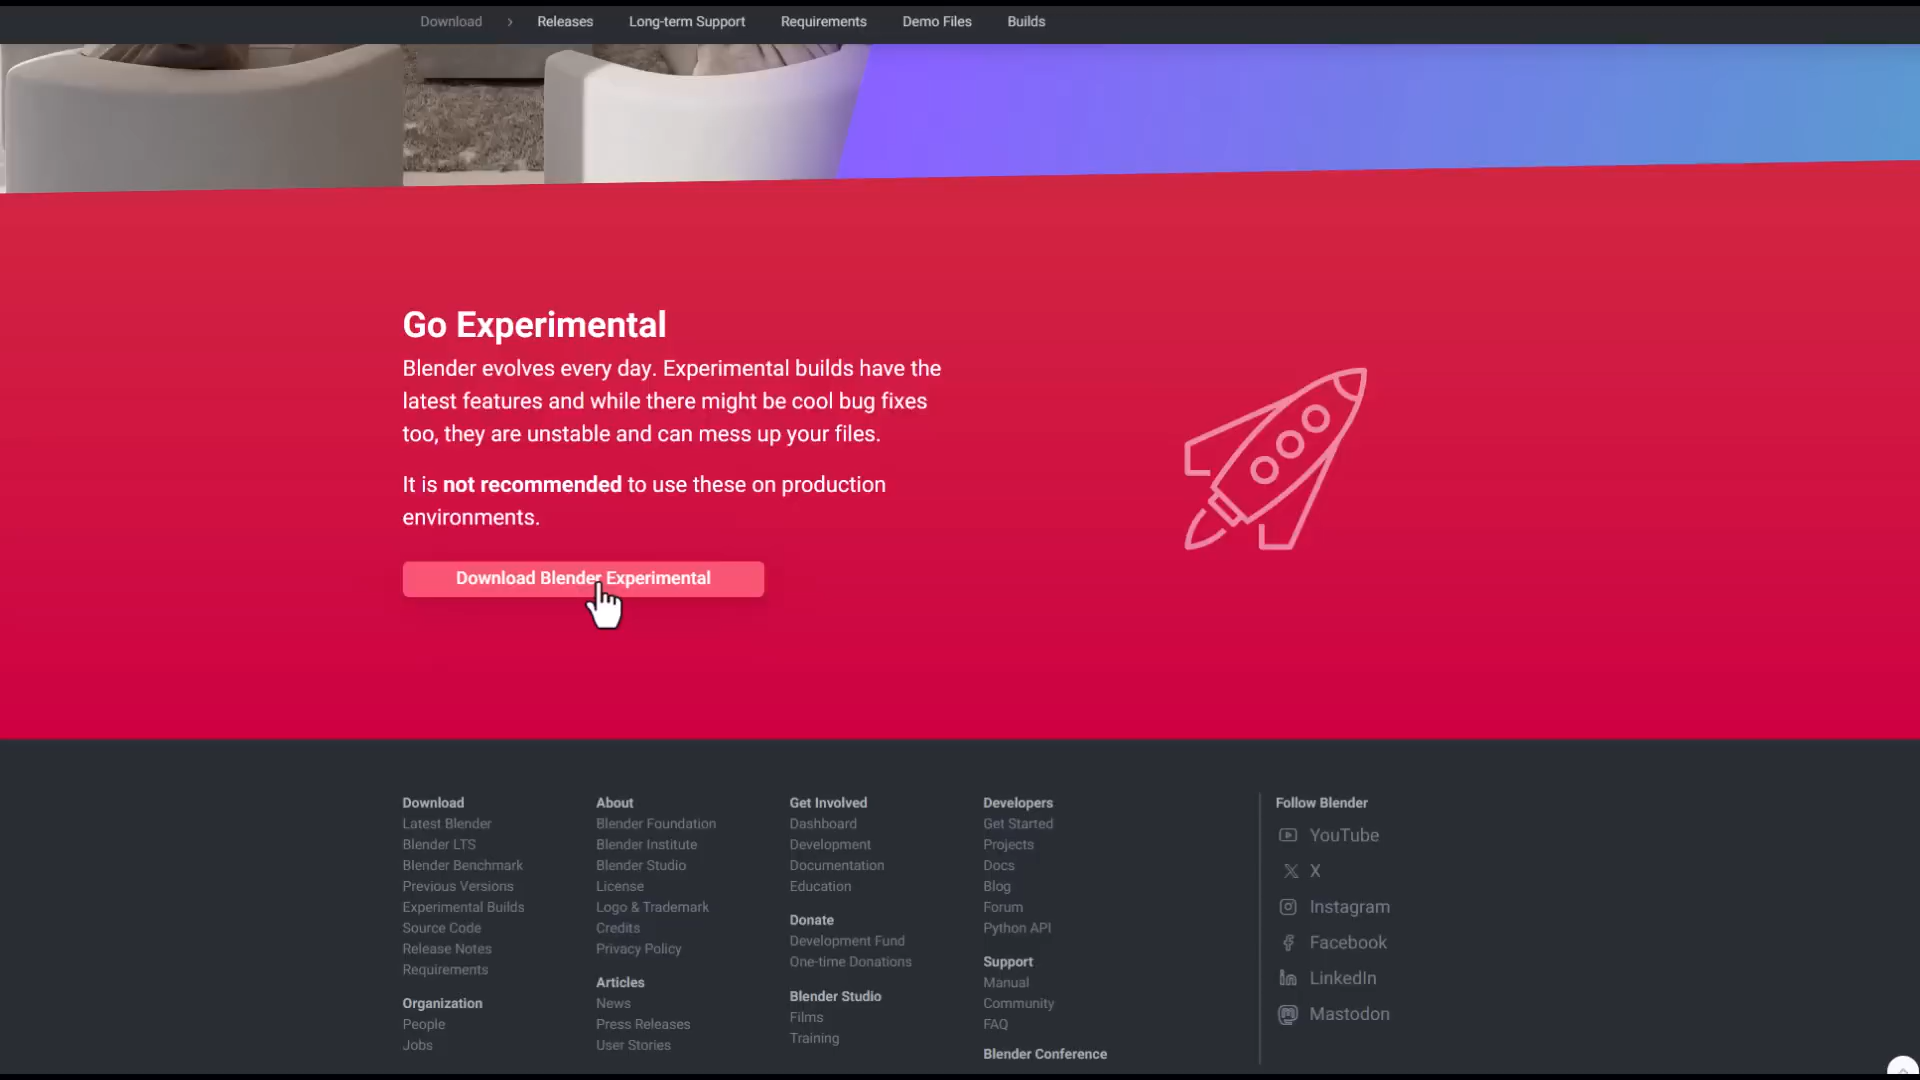 Download
Releases
Long-term Support
Requirements
Demo Files
Builds
Go Experimental
Blender evolves every day. Experimental builds have the
latest features and while there might be cool bug fixes
too, they are unstable and can mess up your files.
It is not recommended to use these on production
environments.
Download Blender Experimental
Download
Latest Blender
Blender LTS
Blender Benchmark
Previous Versions
Experimental Builds
Source Code
Release Notes
Requirements
Organization
People
Jobs
About
Blender Foundation
Blender Institute
Blender Studio
License
Logo & Trademark
Credits
Privacy Policy
Articles
News
Press Releases
User Stories
Get Involved
Dashboard
Development
Documentation
Education
Donate
Development Fund
One-time Donations
Blender Studio
Films
Training
Developers
Get Started
Projects
Docs
Blog
Forum
Python API
Support
Manual
Community
FAQ
Blender Conference
Follow Blender
YouTube
X
Instagram
Facebook
LinkedIn
Mastodon